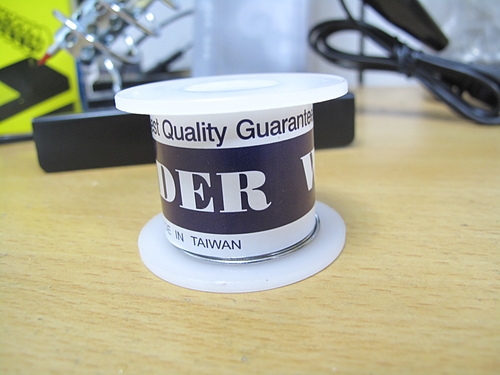 st Quality Guarante
DER W
E IN TAIWAN